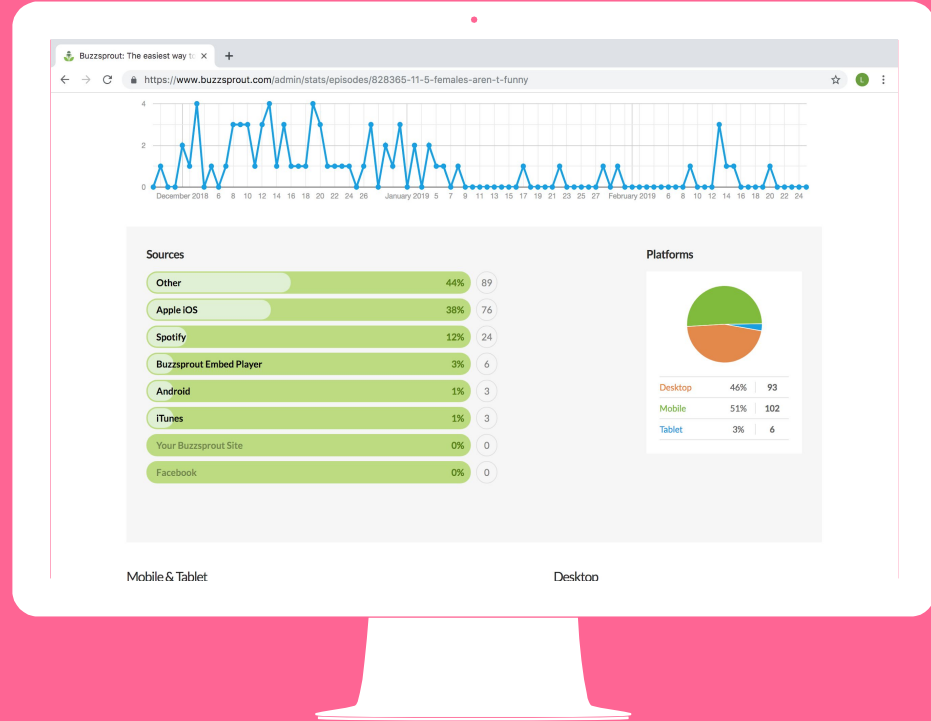 Buzzsprout: The easiest way t
https://www.buzzsprout.com/admin/stats/episodes/828365-11-5-females-aren-t-funny
L
4
2
0
December 2018 6 8 10 12 14 16 18 20 22 24 26 January 2019 5 7 9 11 13 15 17 19 21 23 25 27 February 2019 6 8 10 12 14 16 18 20 22 24
Sources
Other 44% 89
Apple iOS 38% 76
Spotify 12% 24
Buzzsprout Embed Player 3% 6
Android 1% 3
iTunes 1% 3
Your Buzzsprout Site 0% 0
Facebook 0% 0
Platforms
Desktop 46% 93
Mobile 51% 102
Tablet 3% 6
Mobile & Tablet
Desktop